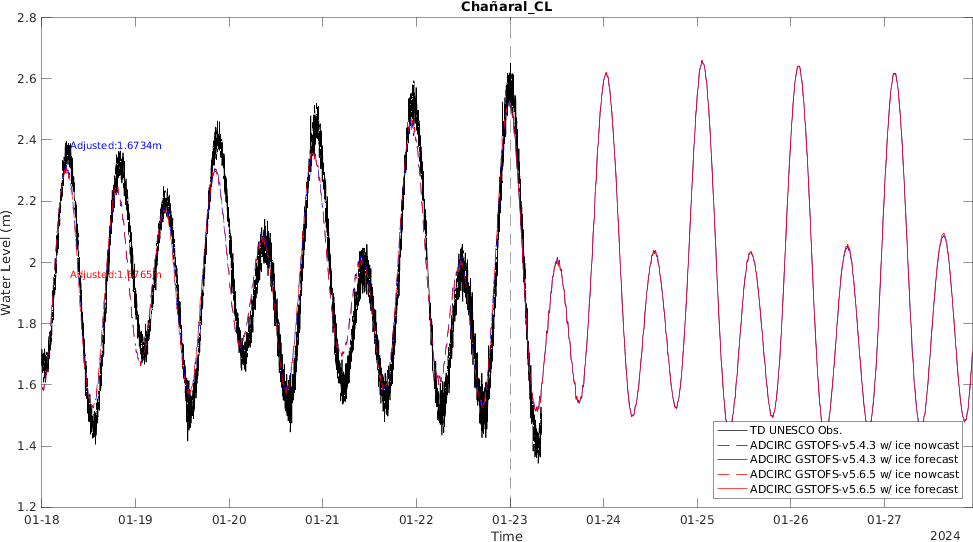 Chañaral_CL
2.8
2.6
2.4
2.2
2
1.8
1.6
1.4
1.2
Water Level (m)
Adjusted:1.6734m
Adjusted:1.6765m
TD UNESCO Obs.
ADCIRC GSTOFS-v5.4.3 w/ ice nowcast
ADCIRC GSTOFS-v5.4.3 w/ ice forecast
ADCIRC GSTOFS-v5.6.5 w/ ice nowcast
ADCIRC GSTOFS-v5.6.5 w/ ice forecast
01-18 01-19 01-20 01-21 01-22 01-23 01-24 01-25 01-26 01-27
Time
2024